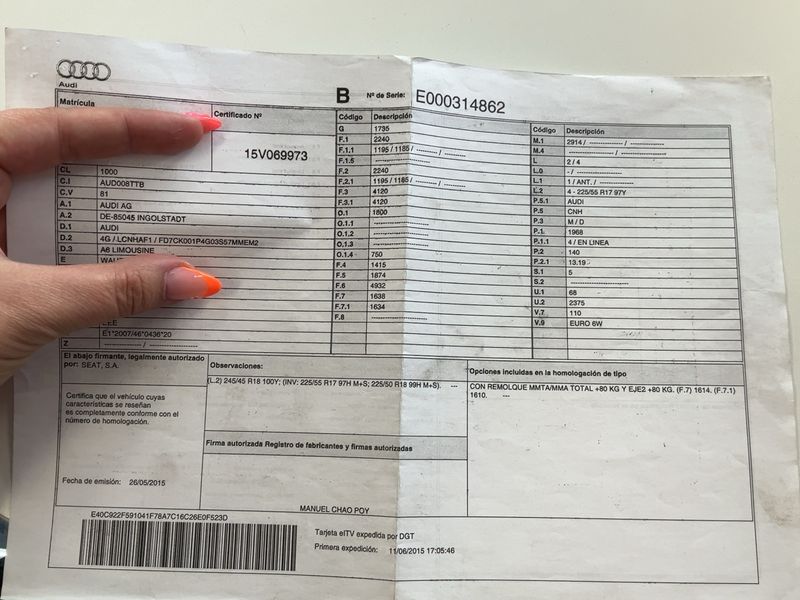 Audi
B Nº de Serie: E000314862
Matrícula
Certificado Nº
15V069973
CL 1000
C.I AUD008TTB
C.V 81
A.1 AUDI AG
A.2 DE-85045 INGOLSTADT
D.1 AUDI
D.2 4G / LCNHAF1 / FD7CK001P4G03S57MMEM2
D.3 A6 LIMOUSINE
E
EEE
E1*2007/46*0436*20
Z ---------- / ----------
Código Descripción
G 1735
F.1 2240
F.1.1 1195 / 1185 / ---------- / ----------
F.1.5 ----------
F.2 2240
F.2.1 1195 / 1185 / ---------- / ----------
F.3 4120
F.3.1 4120
O.1 1800
O.1.1 ----------
O.1.2 ----------
O.1.3 ----------
O.1.4 750
F.4 1415
F.5 1874
F.6 4932
F.7 1638
F.7.1 1634
F.8 ----------
Código Descripción
M.1 2914 / ---------- / ----------
M.4 ---------- / ----------
L 2 / 4
L.0 - / ----------
L.1 1 / ANT. / ----------
L.2 4 - 225/55 R17 97Y
P.5.1 AUDI
P.5 CNH
P.3 M / D
P.1 1968
P.1.1 4 / EN LINEA
P.2 140
P.2.1 13.19
S.1 5
S.2 ----------
U.1 68
U.2 2375
V.7 110
V.9 EURO 6W
El abajo firmante, legalmente autorizado
por: SEAT, S.A.
Certifica que el vehículo cuyas
características se reseñan
es completamente conforme con el
número de homologación.
Fecha de emisión: 26/05/2015
Observaciones:
(L.2) 245/45 R18 100Y; (INV: 225/55 R17 97H M+S; 225/50 R18 99H M+S). ---
Firma autorizada Registro de fabricantes y firmas autorizadas
MANUEL CHAO POY
Opciones incluidas en la homologación de tipo
CON REMOLQUE MMTA/MMA TOTAL +80 KG Y EJE2 +80 KG. (F.7) 1614. (F.7.1)
1610. ---
E40C922F591041F78A7C16C26E0F523D
Tarjeta eITV expedida por DGT
Primera expedición: 11/06/2015 17:05:46